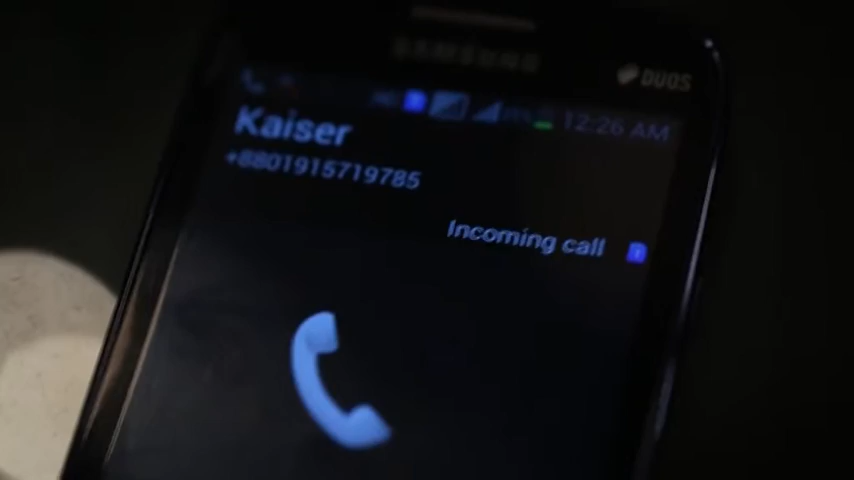 SAMSUNG
DUOS
12:26 AM
Kaiser
+8801915719785
Incoming call